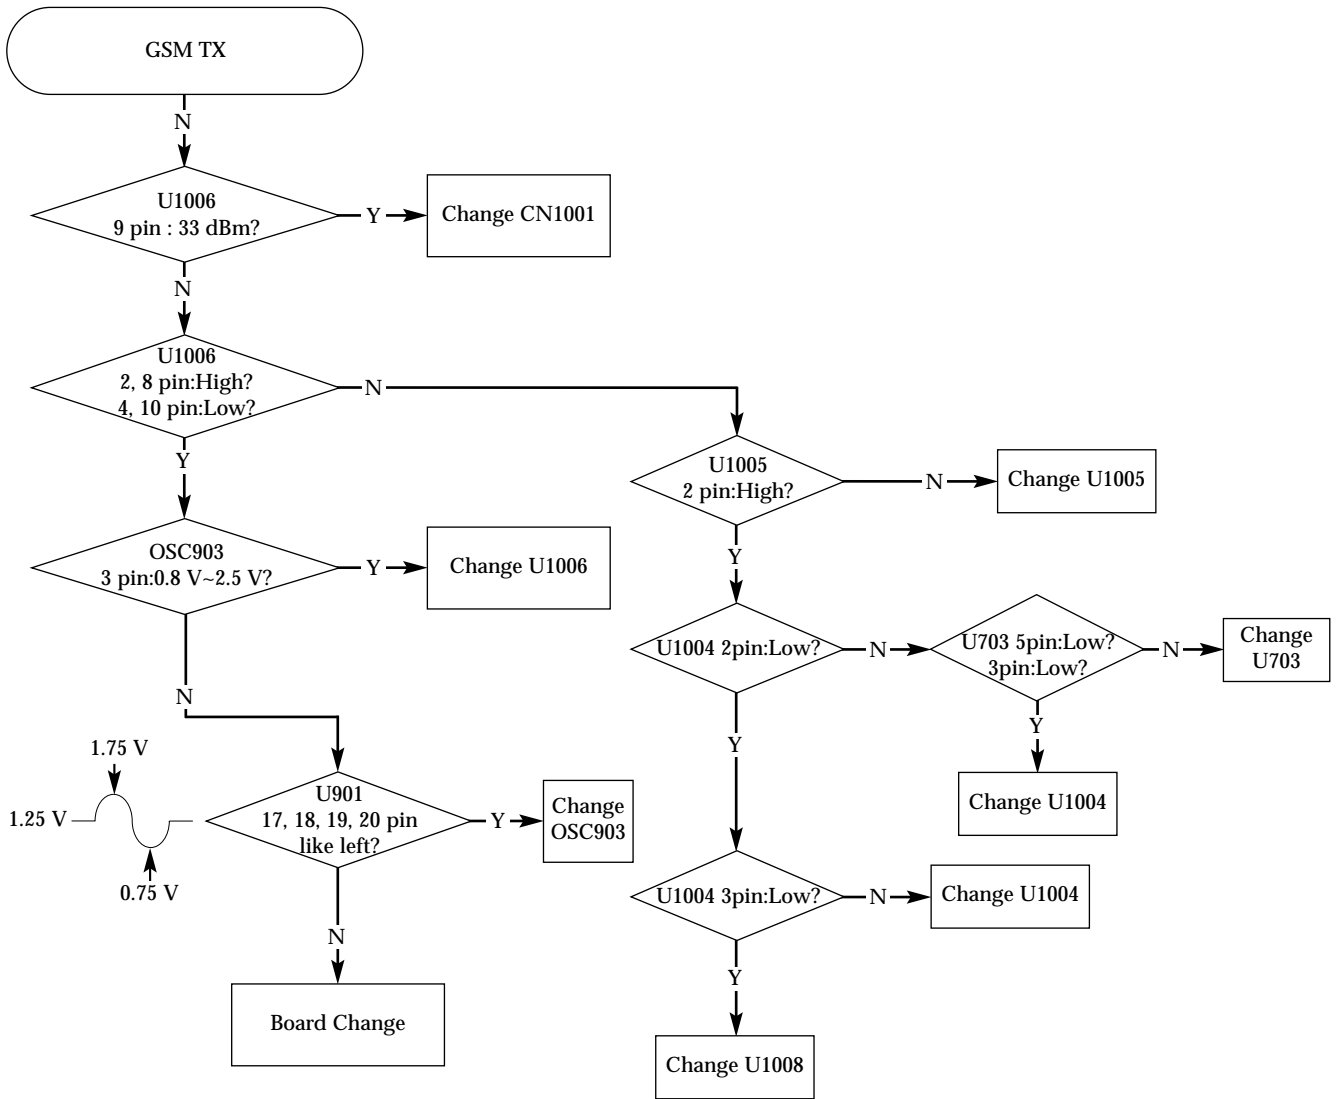 GSM TX
N
U1006
9 pin : 33 dBm?
Y
Change CN1001
N
U1006
2, 8 pin:High?
4, 10 pin:Low?
N
Y
U1005
2 pin:High?
N
Change U1005
OSC903
3 pin:0.8 V~2.5 V?
Y
Change U1006
Y
U1004 2pin:Low?
N
U703 5pin:Low?
3pin:Low?
N
Change
U703
N
Y
Y
1.75 V
1.25 V
0.75 V
U901
17, 18, 19, 20 pin
like left?
Y
Change
OSC903
Change U1004
U1004 3pin:Low?
N
Change U1004
N
Y
Board Change
Change U1008